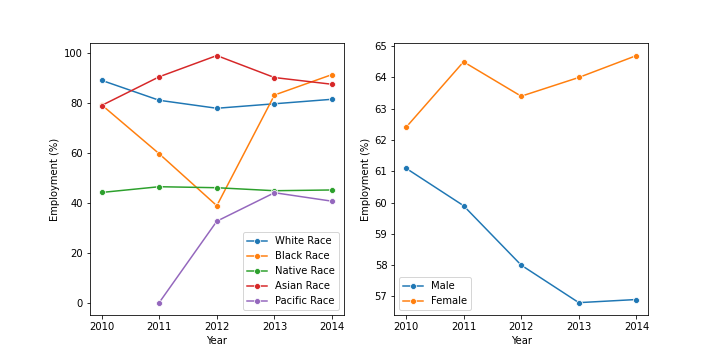 100
80
60
40
20
0
Employment (%)
2010 2011 2012 2013 2014
Year
White Race
Black Race
Native Race
Asian Race
Pacific Race
65
64
63
62
61
60
59
58
57
Employment (%)
2010 2011 2012 2013 2014
Year
Male
Female